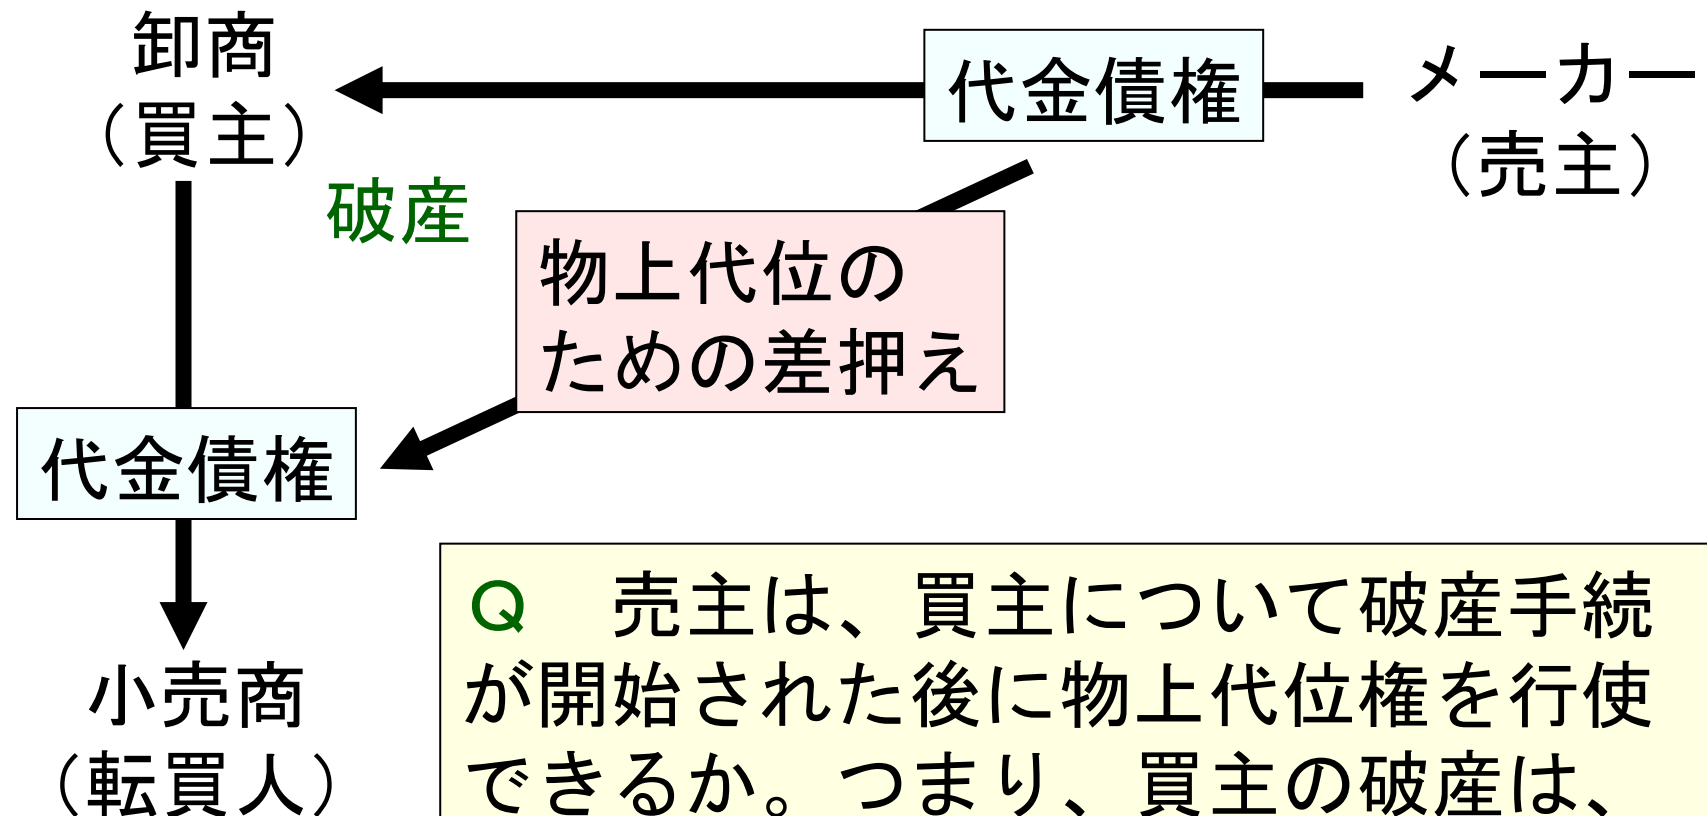 卸商
（買主）
代金債権
メーカー
（売主）
破産
物上代位の
ための差押え
代金債権
小売商
（転買人）
Q　売主は、買主について破産手続
が開始された後に物上代位権を行使
できるか。つまり、買主の破産は、